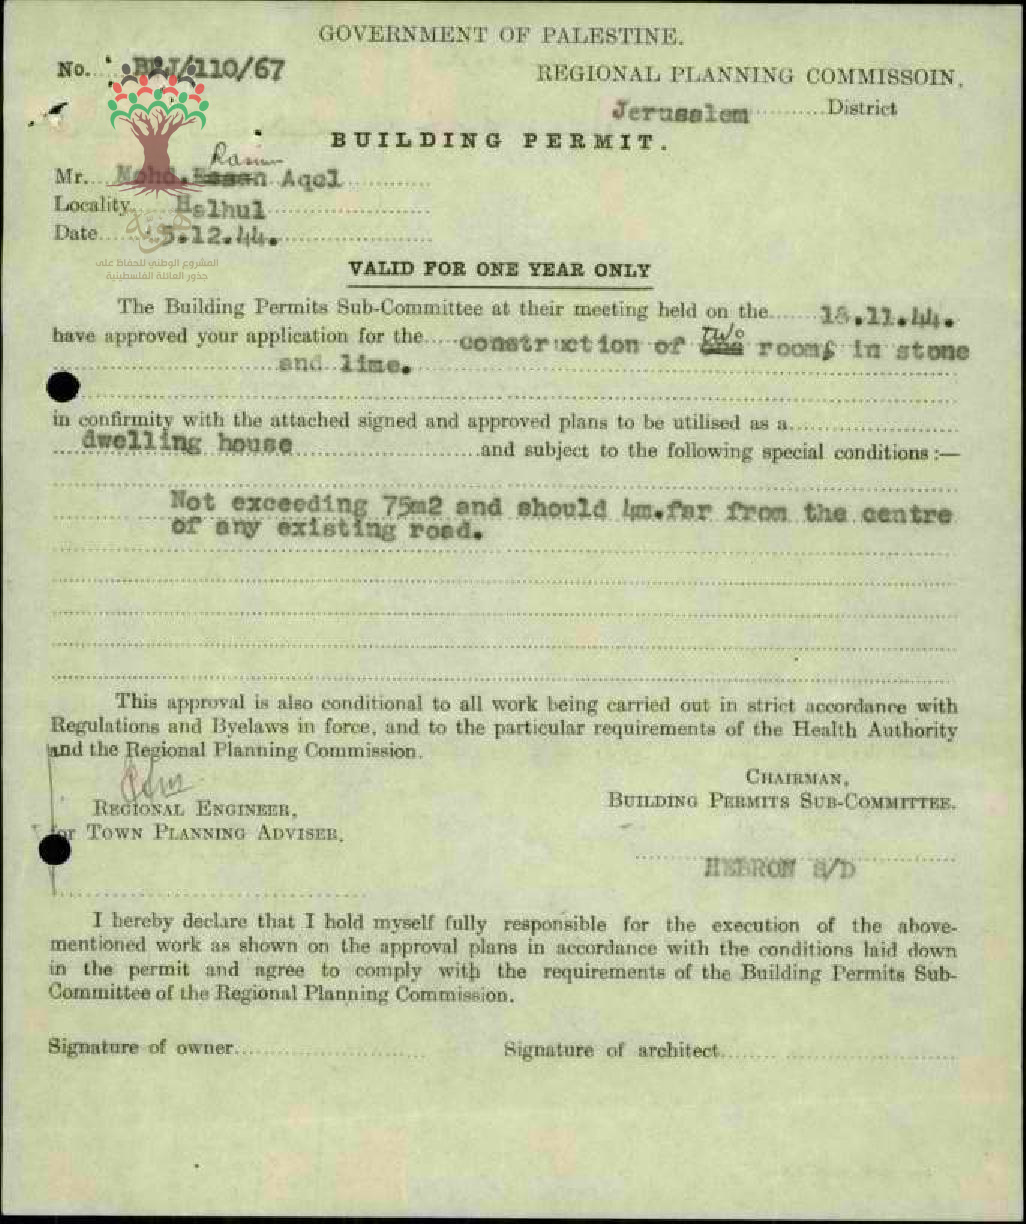 GOVERNMENT OF PALESTINE.
No. BPJ/110/67
REGIONAL PLANNING COMMISSOIN.
Jerusalem District
BUILDING PERMIT.
Rasim
Mr. Mohd. Hasan Aqel
Locality Halhul
Date 5.12.44.
هوية
المشروع الوطني للحفاظ على
جذور العائلة الفلسطينية
VALID FOR ONE YEAR ONLY
The Building Permits Sub-Committee at their meeting held on the 18.11.44.
two
have approved your application for the construction of one rooms in stone
and lime.
in confirmity with the attached signed and approved plans to be utilised as a
dwelling house and subject to the following special conditions :—
Not exceeding 75m2 and should 4m.far from the centre
of any existing road.
This approval is also conditional to all work being carried out in strict accordance with
Regulations and Byelaws in force, and to the particular requirements of the Health Authority
and the Regional Planning Commission.
CHAIRMAN,
BUILDING PERMITS SUB-COMMITTEE.
REGIONAL ENGINEER,
for TOWN PLANNING ADVISER.
HEBRON S/D
I hereby declare that I hold myself fully responsible for the execution of the above-
mentioned work as shown on the approval plans in accordance with the conditions laid down
in the permit and agree to comply with the requirements of the Building Permits Sub-
Committee of the Regional Planning Commission.
Signature of owner
Signature of architect